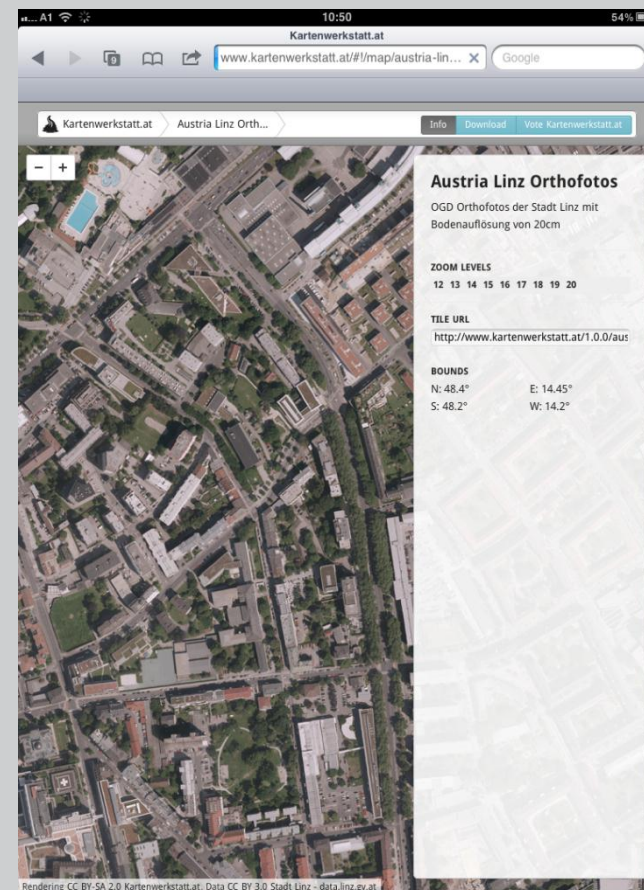 A1 10:50 54%
Kartenwerkstatt.at
9
www.kartenwerkstatt.at/#!/map/austria-lin...
Google
Kartenwerkstatt.at Austria Linz Orth... Info Download Vote Kartenwerkstatt.at
− +
Austria Linz Orthofotos
OGD Orthofotos der Stadt Linz mit
Bodenauflösung von 20cm
ZOOM LEVELS
12 13 14 15 16 17 18 19 20
TILE URL
http://www.kartenwerkstatt.at/1.0.0/aus
BOUNDS
N: 48.4° E: 14.45°
S: 48.2° W: 14.2°
Rendering CC BY-SA 2.0 Kartenwerkstatt.at. Data CC BY 3.0 Stadt Linz - data.linz.gv.at